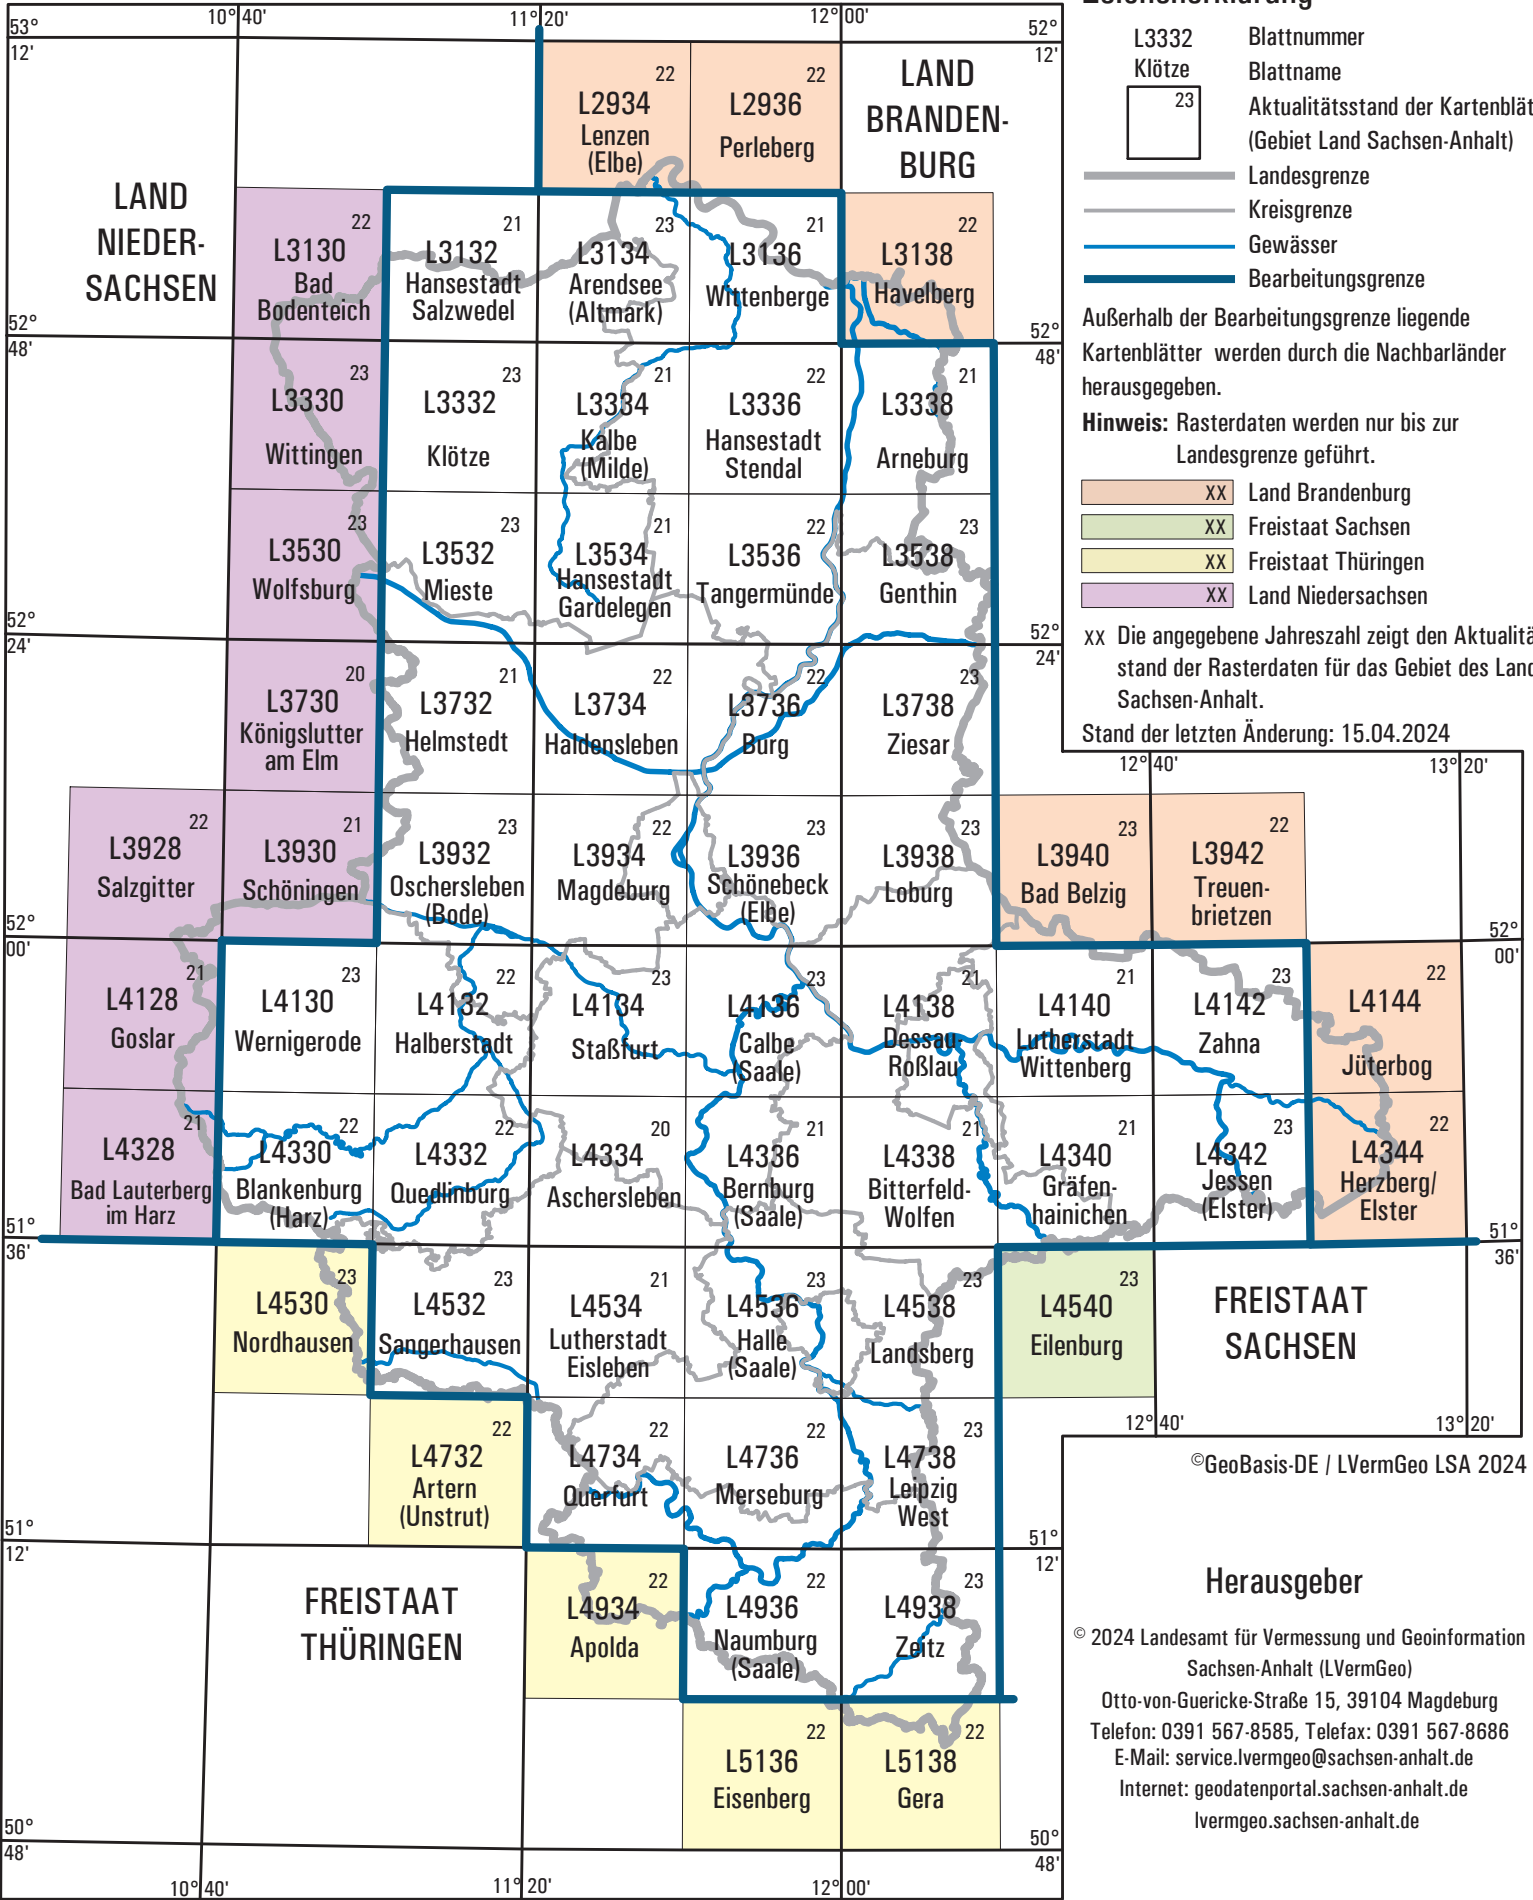 10°40'
11°20'
12°00'
53°
12'
52°
12'
L3332
Blattnummer
Klötze
Blattname
23
(Gebiet Land Sachsen-Anhalt)
Landesgrenze
Kreisgrenze
Gewässer
Bearbeitungsgrenze
Außerhalb der Bearbeitungsgrenze liegende
Kartenblätter werden durch die Nachbarländer
herausgegeben.
Hinweis: Rasterdaten werden nur bis zur
Landesgrenze geführt.
XX Land Brandenburg
XX Freistaat Sachsen
XX Freistaat Thüringen
XX Land Niedersachsen
xx Die angegebene Jahreszahl zeigt den
stand der Rasterdaten für das Gebiet des
Sachsen-Anhalt.
Stand der letzten Änderung: 15.04.2024
LAND
NIEDER-
SACHSEN
LAND
BRANDEN-
BURG
22
L2934
Lenzen
(Elbe)
22
L2936
Perleberg
22
L3130
Bad
Bodenteich
21
L3132
Hansestadt
Salzwedel
23
L3134
Arendsee
(Altmark)
21
L3136
Wittenberge
22
L3138
Havelberg
52°
48'
52°
48'
23
L3330
Wittingen
23
L3332
Klötze
21
L3334
Kalbe
(Milde)
22
L3336
Hansestadt
Stendal
21
L3338
Arneburg
23
L3530
Wolfsburg
23
L3532
Mieste
21
L3534
Hansestadt
Gardelegen
22
L3536
Tangermünde
23
L3538
Genthin
52°
24'
52°
24'
20
L3730
Königslutter
am Elm
21
L3732
Helmstedt
22
L3734
Haldensleben
22
L3736
Burg
23
L3738
Ziesar
12°40'
13°20'
22
L3928
Salzgitter
21
L3930
Schöningen
23
L3932
Oschersleben
(Bode)
22
L3934
Magdeburg
23
L3936
Schönebeck
(Elbe)
23
L3938
Loburg
23
L3940
Bad Belzig
22
L3942
Treuen-
brietzen
52°
00'
52°
00'
21
L4128
Goslar
23
L4130
Wernigerode
22
L4132
Halberstadt
23
L4134
Staßfurt
23
L4136
Calbe
(Saale)
21
L4138
Dessau-
Roßlau
21
L4140
Lutherstadt
Wittenberg
23
L4142
Zahna
22
L4144
Jüterbog
21
L4328
Bad Lauterberg
im Harz
22
L4330
Blankenburg
(Harz)
22
L4332
Quedlinburg
20
L4334
Aschersleben
21
L4336
Bernburg
(Saale)
21
L4338
Bitterfeld-
Wolfen
21
L4340
Gräfen-
hainichen
23
L4342
Jessen
(Elster)
22
L4344
Herzberg/
Elster
51°
36'
51°
36'
23
L4530
Nordhausen
23
L4532
Sangerhausen
21
L4534
Lutherstadt
Eisleben
23
L4536
Halle
(Saale)
23
L4538
Landsberg
23
L4540
Eilenburg
FREISTAAT
SACHSEN
12°40'
13°20'
22
L4732
Artern
(Unstrut)
22
L4734
Querfurt
22
L4736
Merseburg
23
L4738
Leipzig
West
©GeoBasis-DE / LVermGeo LSA 2024
51°
12'
51°
12'
FREISTAAT
THÜRINGEN
22
L4934
Apolda
22
L4936
Naumburg
(Saale)
23
L4938
Zeitz
22
L5136
Eisenberg
22
L5138
Gera
Herausgeber
© 2024 Landesamt für Vermessung und Geoinformation
Sachsen-Anhalt (LVermGeo)
Otto-von-Guericke-Straße 15, 39104 Magdeburg
Telefon: 0391 567-8585, Telefax: 0391 567-8686
E-Mail: service.lvermgeo@sachsen-anhalt.de
Internet: geodatenportal.sachsen-anhalt.de
lvermgeo.sachsen-anhalt.de
50°
48'
50°
48'
10°40'
11°20'
12°00'